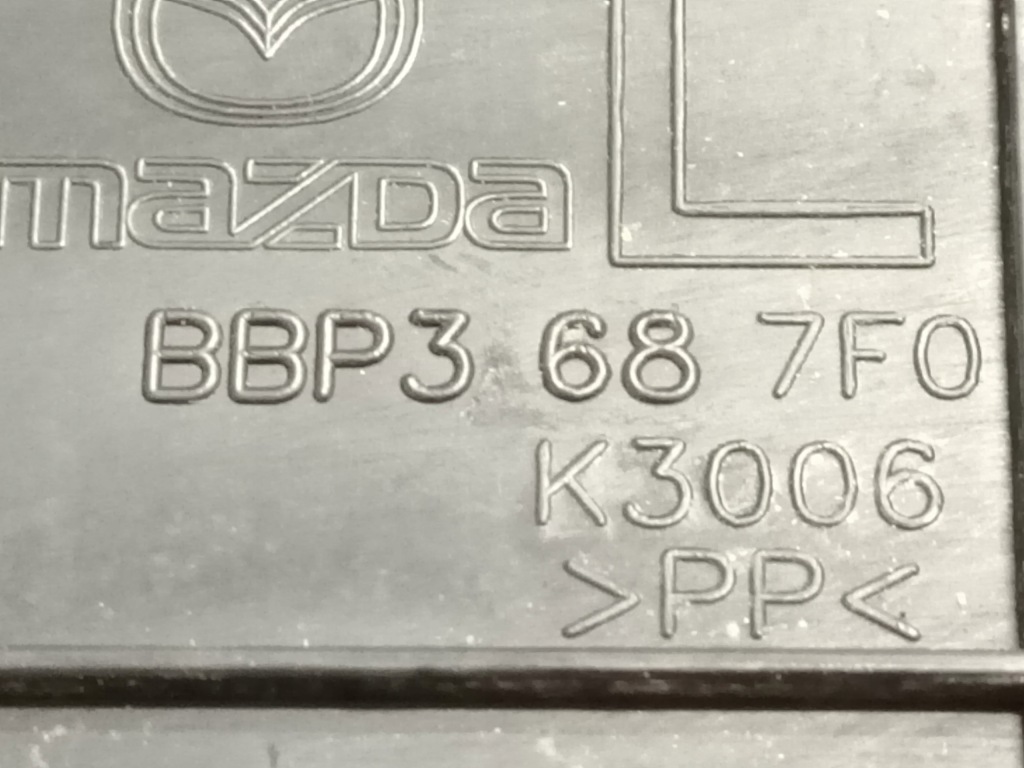 mazda L
BBP3 68 7F0
K3006
>PP<